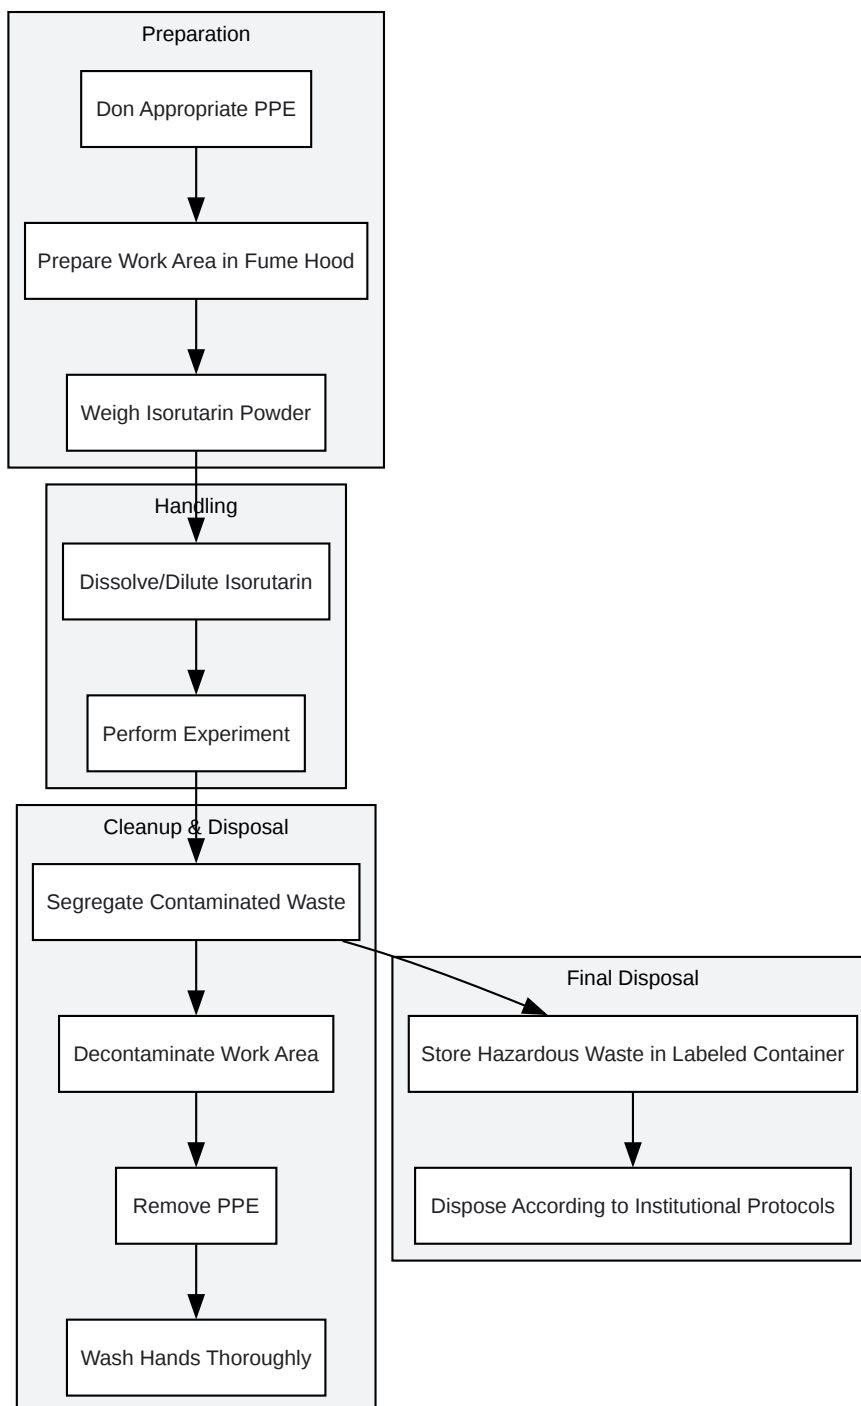 Preparation
Don Appropriate PPE
Prepare Work Area in Fume Hood
Weigh Isorutarin Powder
Handling
Dissolve/Dilute Isorutarin
Perform Experiment
Cleanup & Disposal
Segregate Contaminated Waste
Decontaminate Work Area
Remove PPE
Wash Hands Thoroughly
Final Disposal
Store Hazardous Waste in Labeled Container
Dispose According to Institutional Protocols